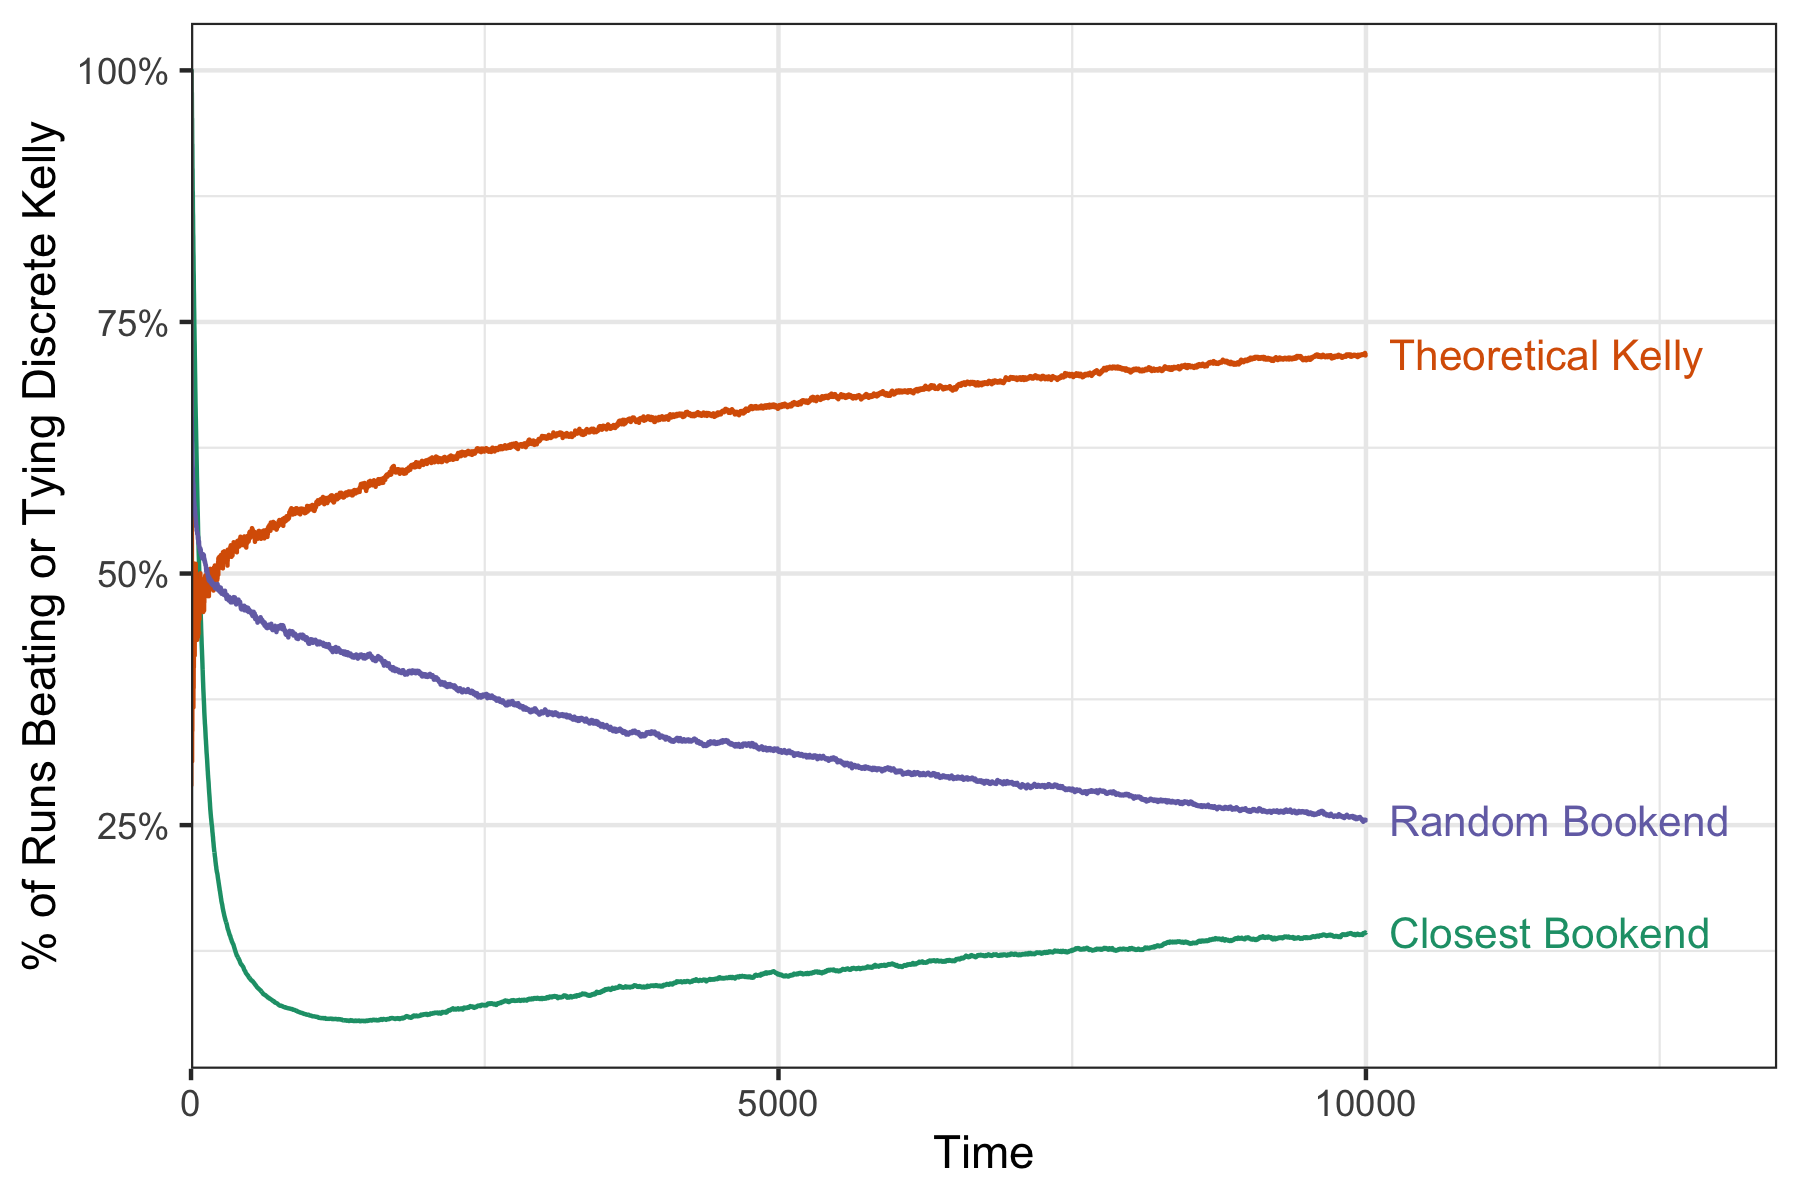 % of Runs Beating or Tying Discrete Kelly
100%
75%
50%
25%
Theoretical Kelly
Random Bookend
Closest Bookend
0
5000
10000
Time